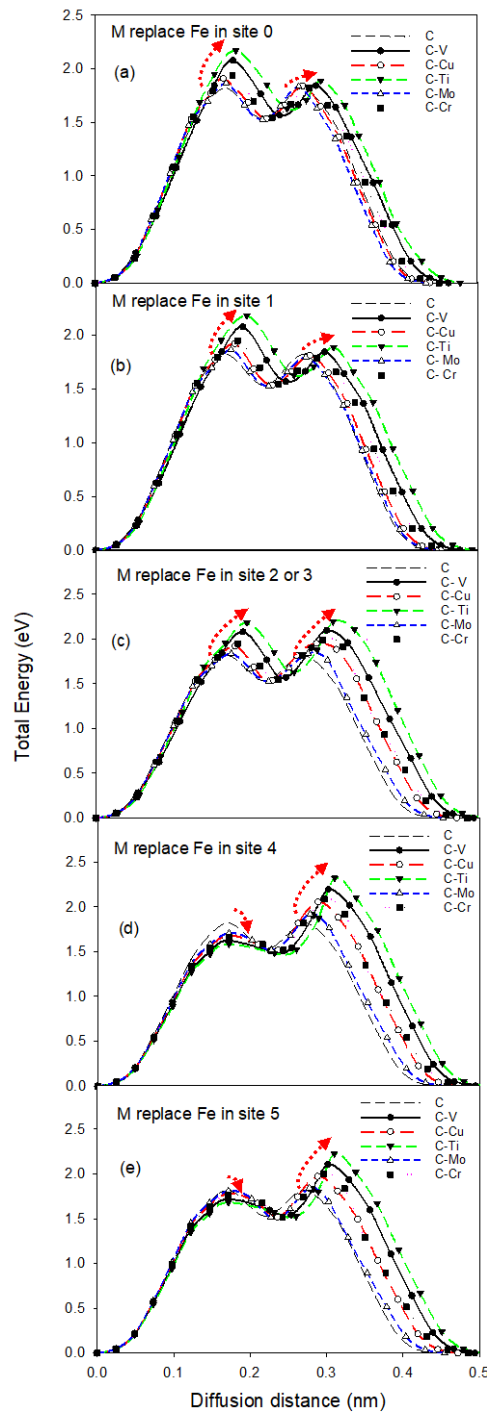 Total Energy (eV)
M replace Fe in site 0
(a)
C
C-V
C-Cu
C-Ti
C-Mo
C-Cr
2.5
2.0
1.5
1.0
0.5
0.0
M replace Fe in site 1
(b)
C
C-V
C-Cu
C-Ti
C- Mo
C- Cr
2.0
1.5
1.0
0.5
0.0
M replace Fe in site 2 or 3
(c)
C
C- V
C-Cu
C- Ti
C-Mo
C-Cr
2.5
2.0
1.5
1.0
0.5
0.0
M replace Fe in site 4
(d)
C
C-V
C-Cu
C-Ti
C-Mo
C-Cr
2.5
2.0
1.5
1.0
0.5
0.0
M replace Fe in site 5
(e)
C
C-V
C-Cu
C-Ti
C-Mo
C-Cr
2.5
2.0
1.5
1.0
0.5
0.0
0.0 0.1 0.2 0.3 0.4 0.5
Diffusion distance (nm)